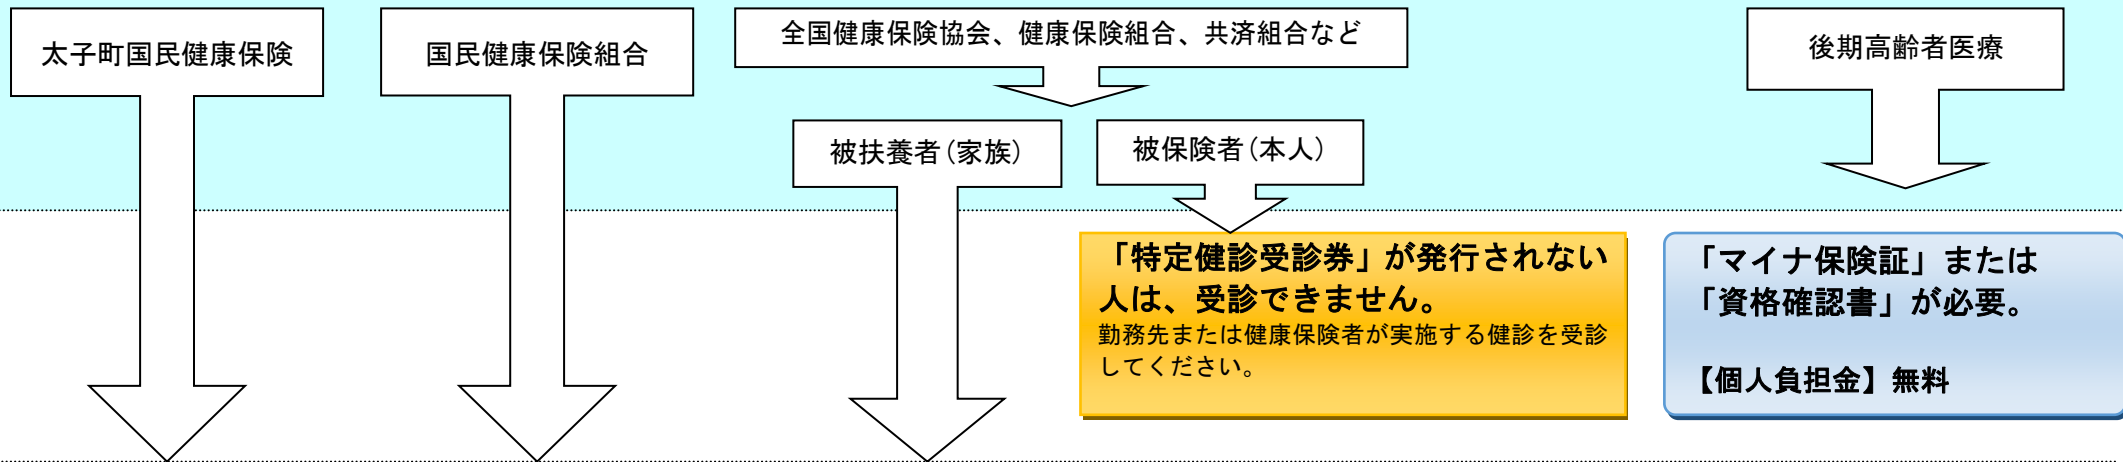 太子町国民健康保険
国民健康保険組合
全国健康保険協会、健康保険組合、共済組合など
後期高齢者医療
被扶養者(家族)
被保険者(本人)
「特定健診受診券」が発行されない
人は、受診できません。
勤務先または健康保険者が実施する健診を受診
してください。
「マイナ保険証」または
「資格確認書」が必要。
【個人負担金】無料